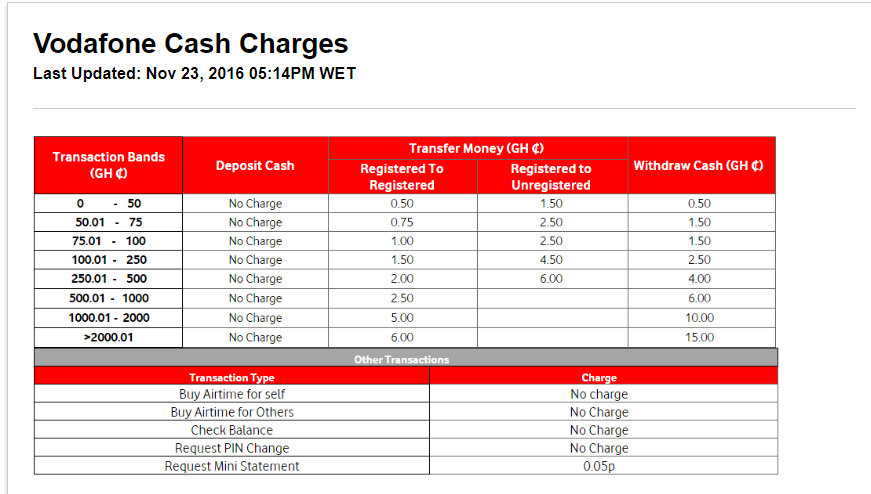 Vodafone Cash Charges
Last Updated: Nov 23, 2016 05:14PM WET
Transaction Bands (GH ₵) Deposit Cash Transfer Money (GH ₵) Withdraw Cash (GH ₵)
Registered To Registered Registered to Unregistered
0 - 50 No Charge 0.50 1.50 0.50
50.01 - 75 No Charge 0.75 2.50 1.50
75.01 - 100 No Charge 1.00 2.50 1.50
100.01 - 250 No Charge 1.50 4.50 2.50
250.01 - 500 No Charge 2.00 6.00 4.00
500.01 - 1000 No Charge 2.50 6.00
1000.01 - 2000 No Charge 5.00 10.00
>2000.01 No Charge 6.00 15.00
Other Transactions
Transaction Type Charge
Buy Airtime for self No charge
Buy Airtime for Others No Charge
Check Balance No Charge
Request PIN Change No Charge
Request Mini Statement 0.05p